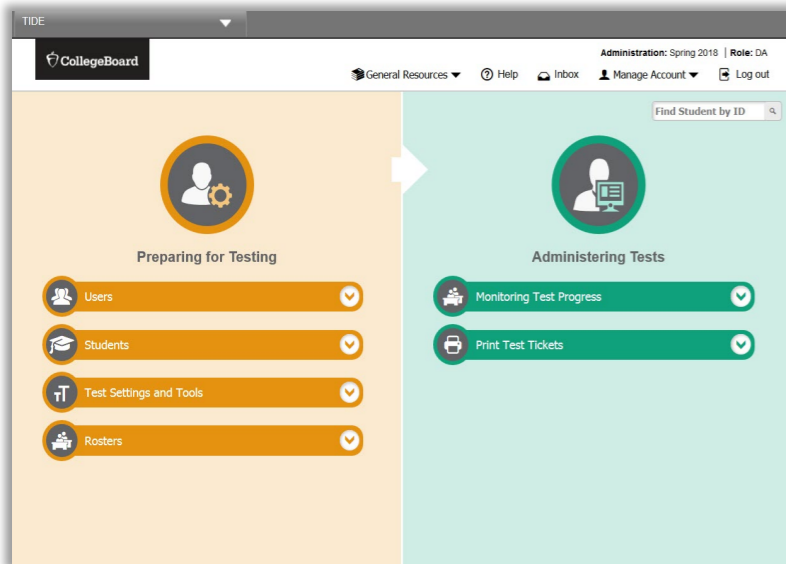 TIDE
CollegeBoard
Administration: Spring 2018 | Role: DA
General Resources Help Inbox Manage Account Log out
Find Student by ID
Preparing for Testing
Users
Students
TT Test Settings and Tools
Rosters
Administering Tests
Monitoring Test Progress
Print Test Tickets